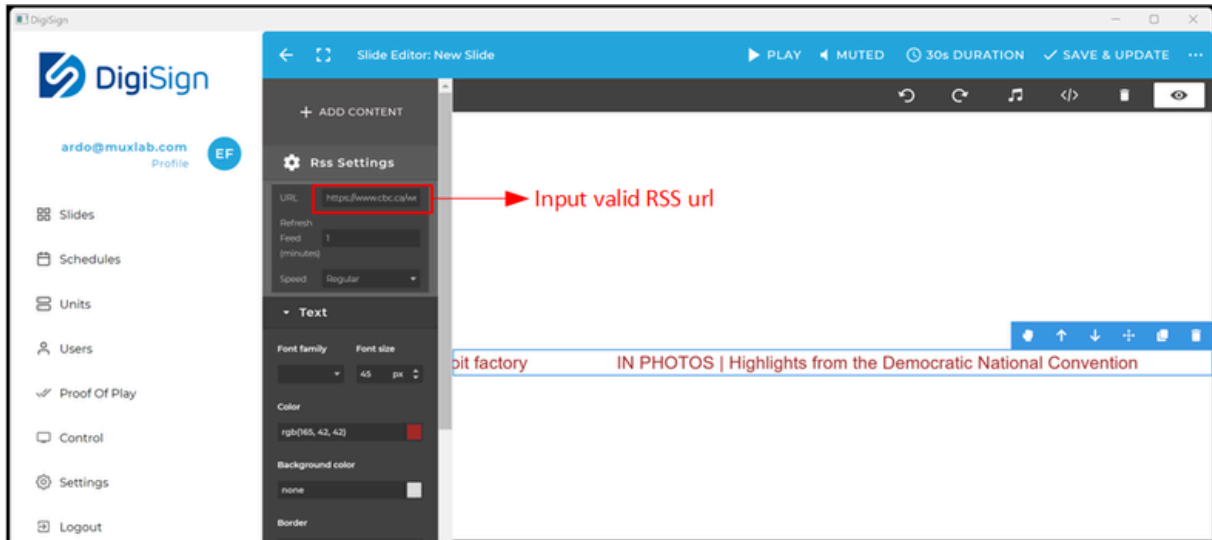 DigiSign
DigiSign
ardo@muxlab.com
Profile
EF
Slides
Schedules
Units
Users
Proof Of Play
Control
Settings
Logout
Slide Editor: New Slide
PLAY
MUTED
30s DURATION
SAVE & UPDATE
+ ADD CONTENT
Rss Settings
URL https://www.cbc.ca/we
Refresh
Feed 1
(minutes)
Speed Regular
Text
Font family Font size
45 px
Color
rgb(165, 42, 42)
Background color
none
Border
Input valid RSS url
factory IN PHOTOS | Highlights from the Democratic National Convention